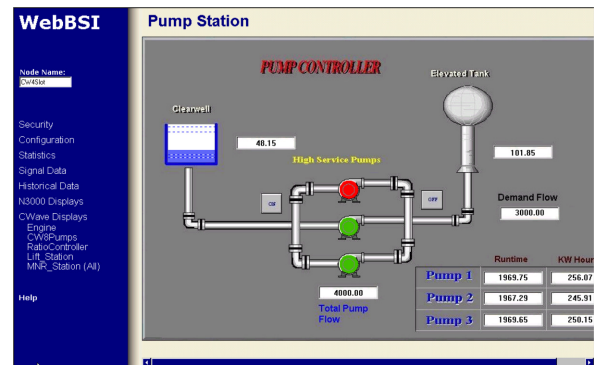 WebBSI
Pump Station
Node Name:
CW4Slot
Security
Configuration
Statistics
Signal Data
Historical Data
N3000 Displays
CWave Displays
Engine
CW8Pumps
RatioController
Lift_Station
MNR_Station (All)
Help
PUMP CONTROLLER
Elevated Tank
Clearwell
48.15
101.85
High Service Pumps
ON
OFF
Demand Flow
3000.00
4000.00
Total Pump
Flow
Runtime KW Hour
Pump 1 1969.75 256.07
Pump 2 1967.29 245.91
Pump 3 1969.65 250.15